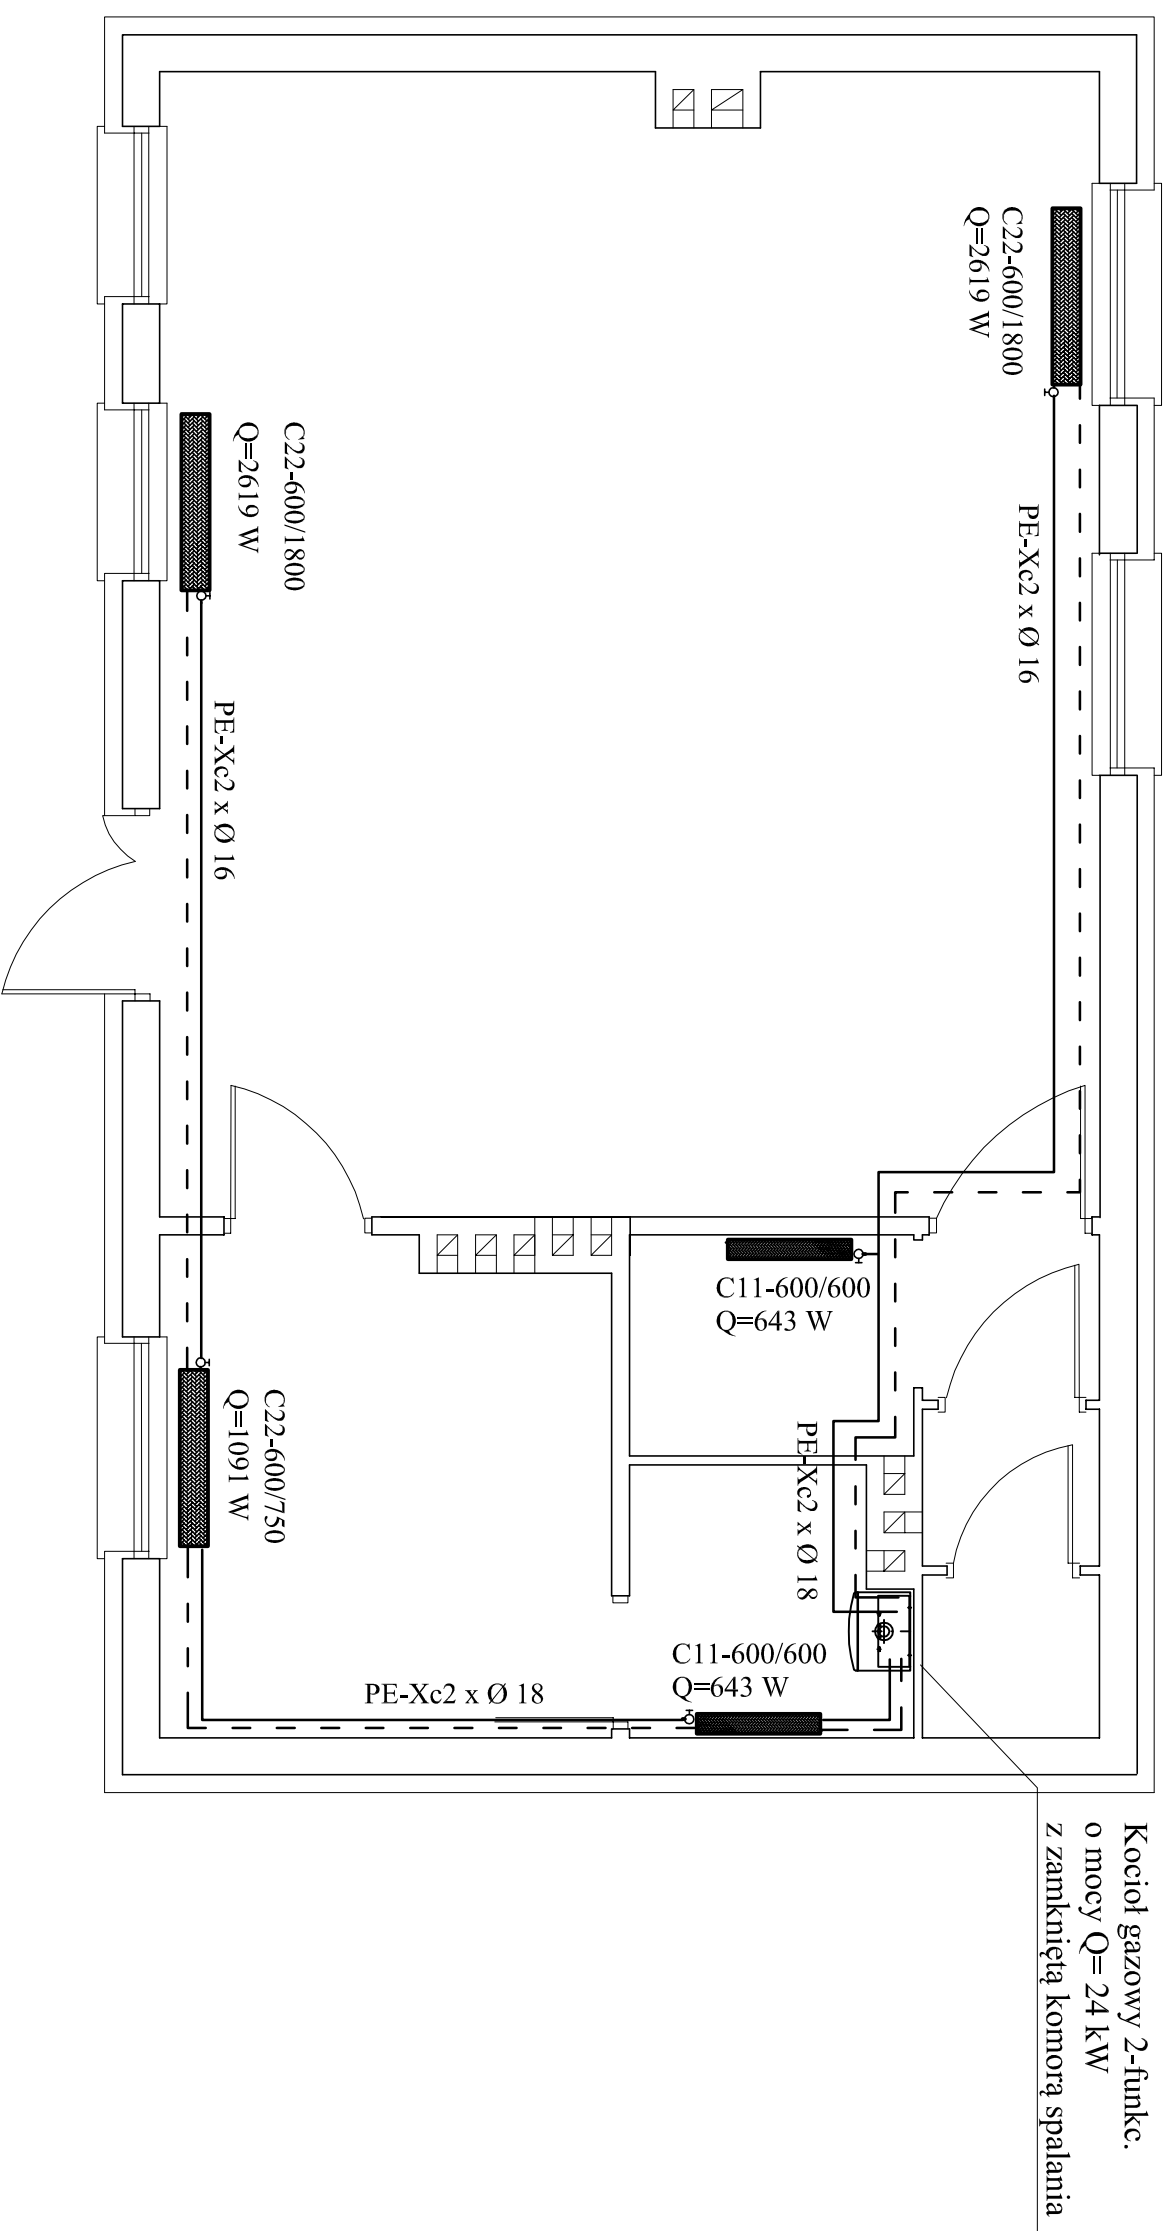 C22-600/1800
Q=2619 W
PE-Xc2 x Ø 16
C22-600/1800
Q=2619 W
PE-Xc2 x Ø 16
C11-600/600
Q=643 W
PE-Xc2 x Ø 18
C22-600/750
Q=1091 W
C11-600/600
Q=643 W
PE-Xc2 x Ø 18
Kocioł gazowy 2-funkc.
o mocy Q= 24 kW
z zamkniętą komorą spalania